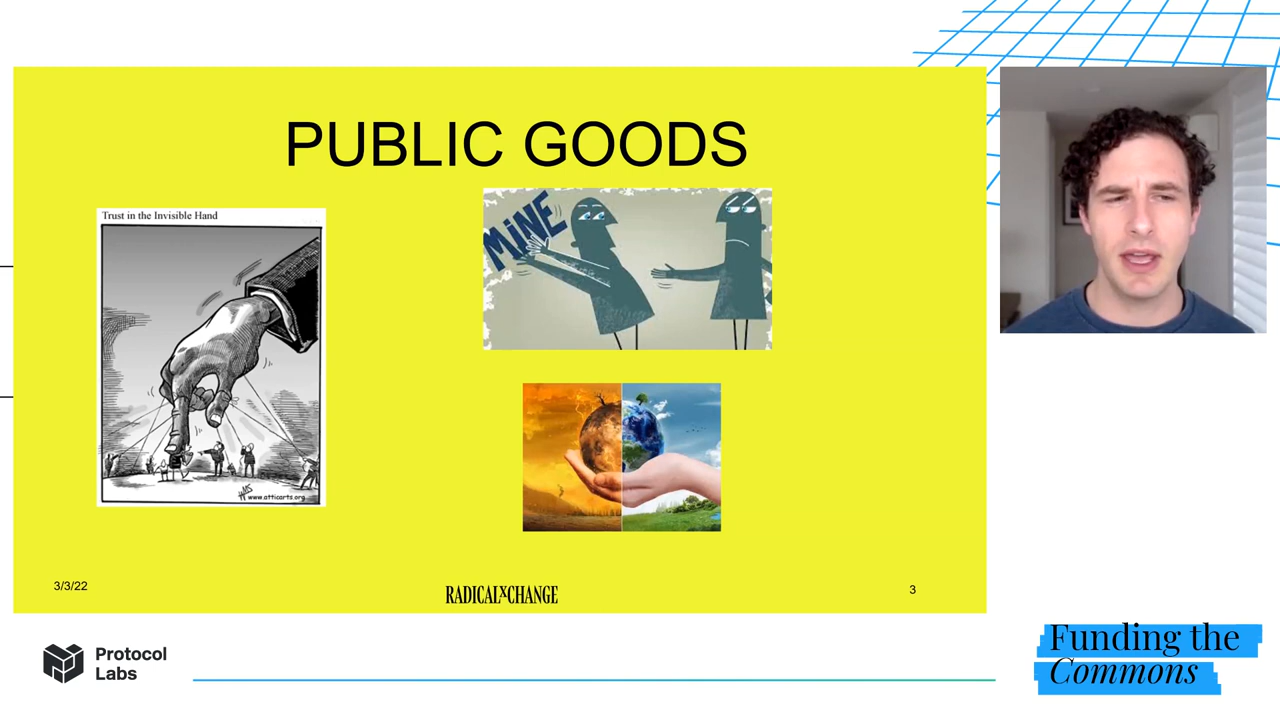 PUBLIC GOODS
Trust in the Invisible Hand
MiNE
www.atticarts.org
3/3/22
RADICALXCHANGE
3
Protocol
Labs
Funding the
Commons